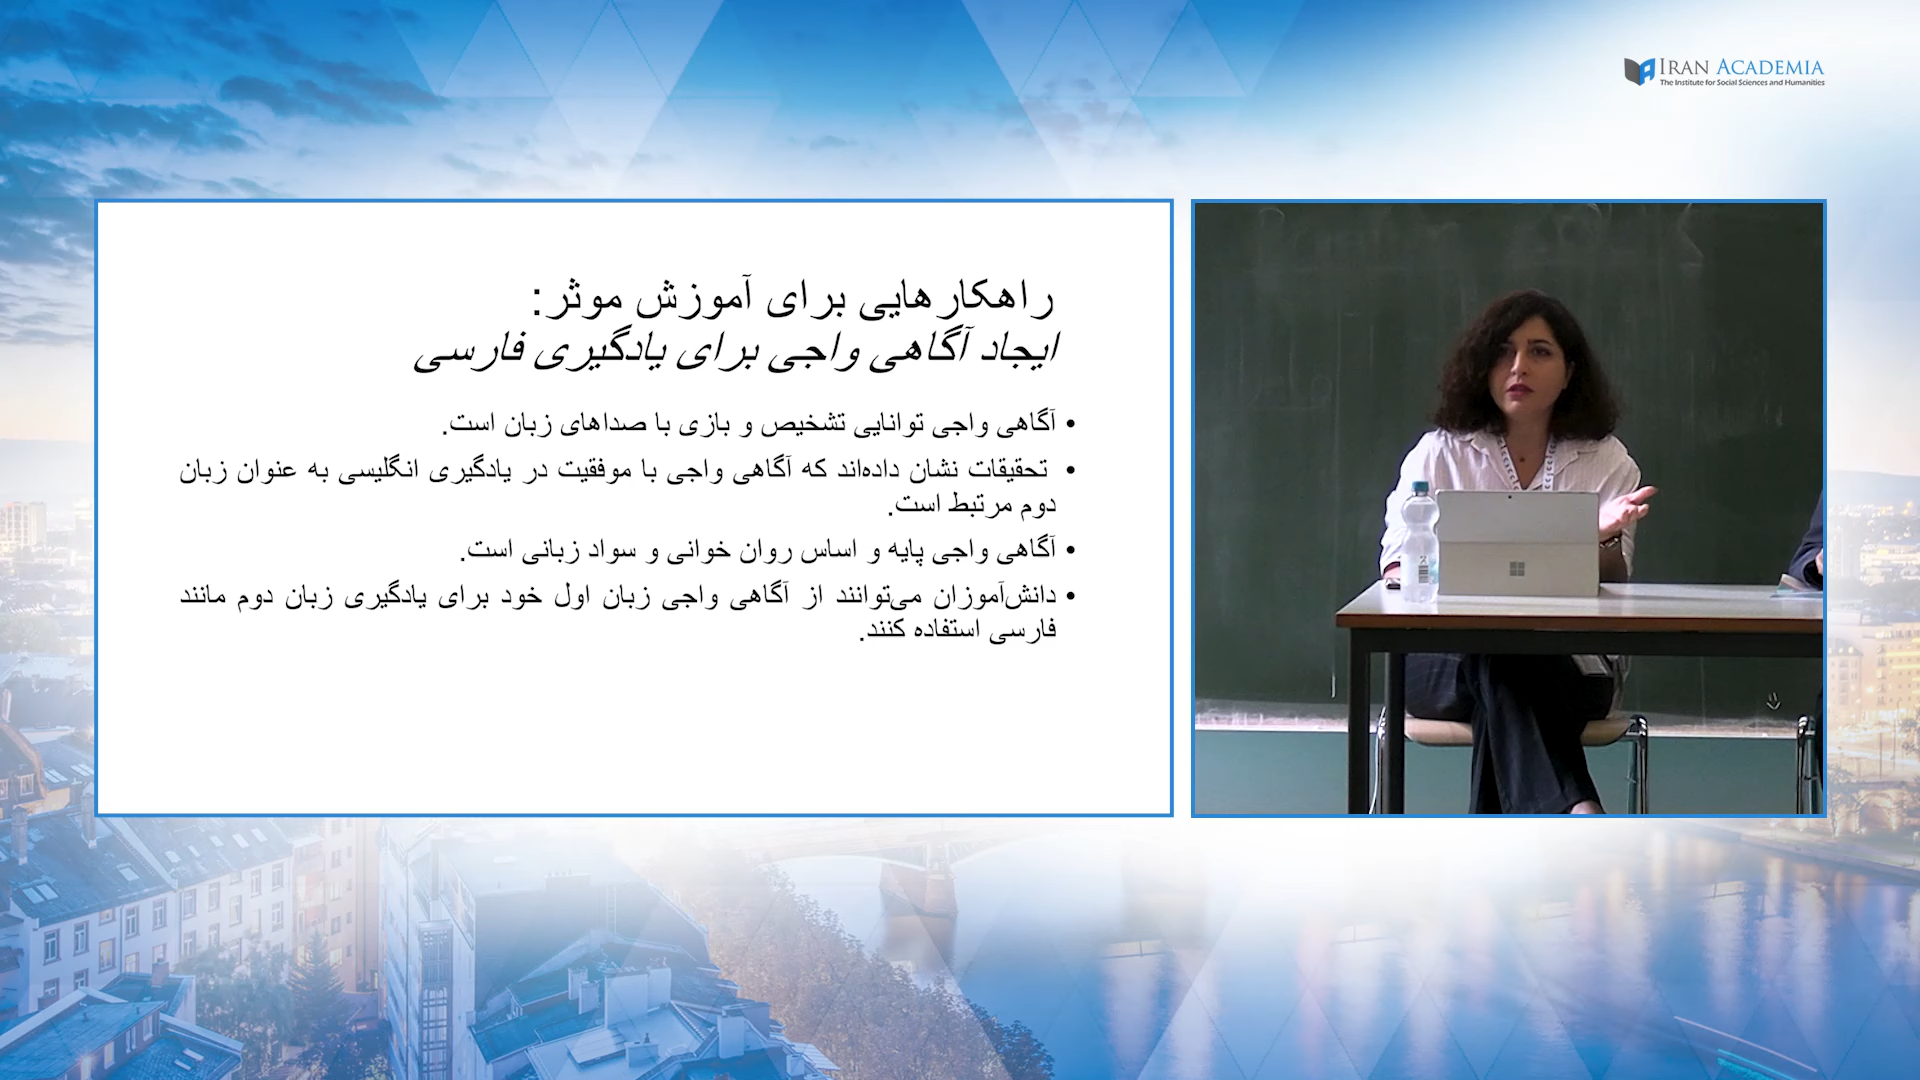 IRAN ACADEMIA
The Institute for Social Sciences and Humanities
راهکارهایی برای آموزش موثر:
ایجاد آگاهی واجی برای یادگیری فارسی
• آگاهی واجی توانایی تشخیص و بازی با صداهای زبان است.
• تحقیقات نشان داده‌اند که آگاهی واجی با موفقیت در یادگیری انگلیسی به عنوان زبان
دوم مرتبط است.
• آگاهی واجی پایه و اساس روان خوانی و سواد زبانی است.
• دانش‌آموزان می‌توانند از آگاهی واجی زبان اول خود برای یادگیری زبان دوم مانند
فارسی استفاده کنند.